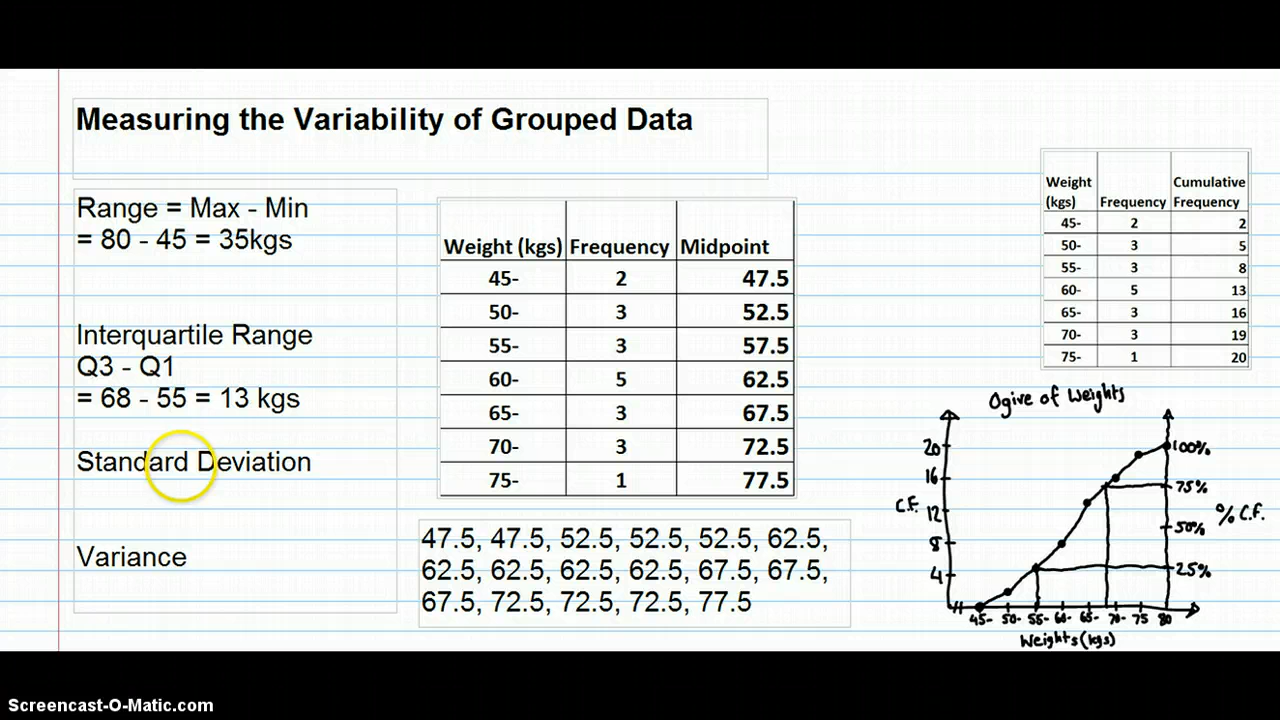 Measuring the Variability of Grouped Data
Range = Max - Min
= 80 - 45 = 35kgs
Interquartile Range
Q3 - Q1
= 68 - 55 = 13 kgs
Standard Deviation
Variance
Weight (kgs) Frequency Midpoint
45- 2 47.5
50- 3 52.5
55- 3 57.5
60- 5 62.5
65- 3 67.5
70- 3 72.5
75- 1 77.5
47.5, 47.5, 52.5, 52.5, 52.5, 62.5,
62.5, 62.5, 62.5, 62.5, 67.5, 67.5,
67.5, 72.5, 72.5, 72.5, 77.5
Weight (kgs) Frequency Cumulative Frequency
45- 2 2
50- 3 5
55- 3 8
60- 5 13
65- 3 16
70- 3 19
75- 1 20
Ogive of Weights
20
16
12
8
4
C.F.
100%
75%
50%
25%
% C.F.
45- 50- 55- 60- 65- 70- 75 80
Weights (kgs)
Screencast-O-Matic.com